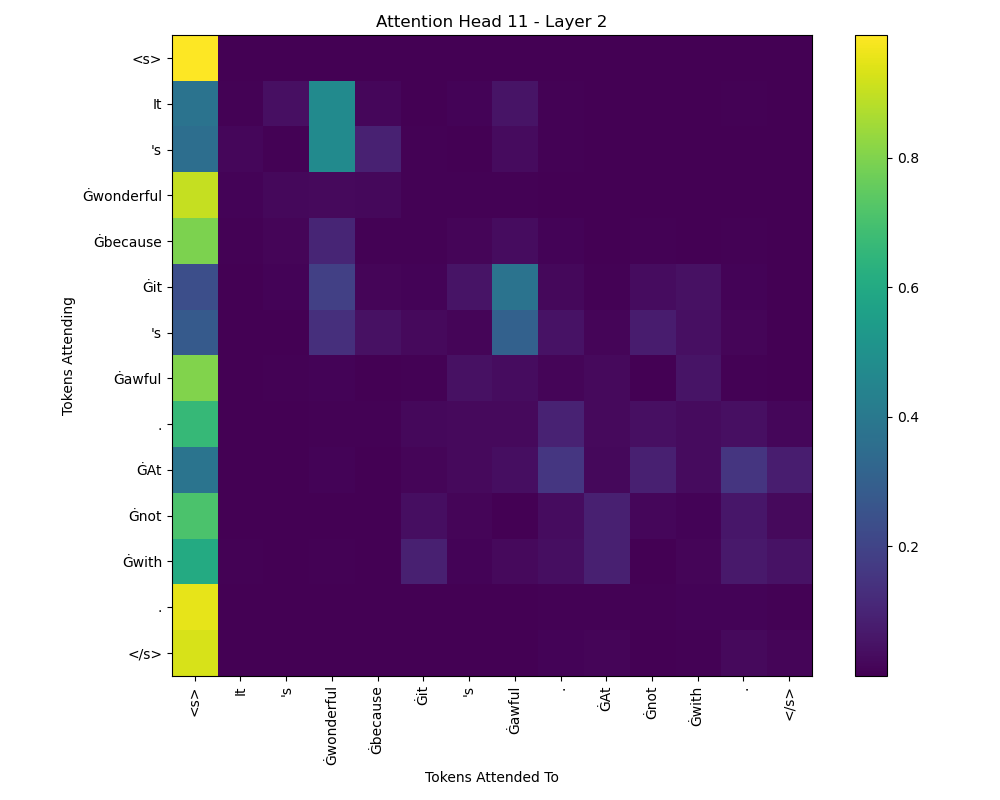 Attention Head 11 - Layer 2
Tokens Attending
<s>
It
's
Ġwonderful
Ġbecause
Ġit
's
Ġawful
.
ĠAt
Ġnot
Ġwith
.
</s>
<s>
It
's
Ġwonderful
Ġbecause
Ġit
's
Ġawful
.
ĠAt
Ġnot
Ġwith
.
</s>
Tokens Attended To
0.8
0.6
0.4
0.2